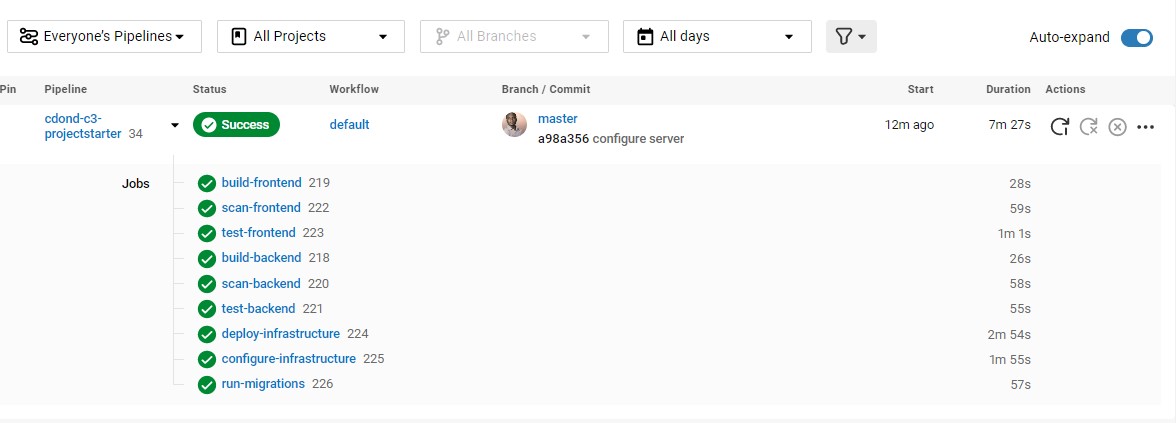 Everyone's Pipelines All Projects All Branches All days Auto-expand
Pin Pipeline Status Workflow Branch / Commit Start Duration Actions
cdond-c3-
projectstarter 34 Success default master 12m ago 7m 27s
a98a356 configure server
Jobs build-frontend 219 28s
scan-frontend 222 59s
test-frontend 223 1m 1s
build-backend 218 26s
scan-backend 220 58s
test-backend 221 55s
deploy-infrastructure 224 2m 54s
configure-infrastructure 225 1m 55s
run-migrations 226 57s